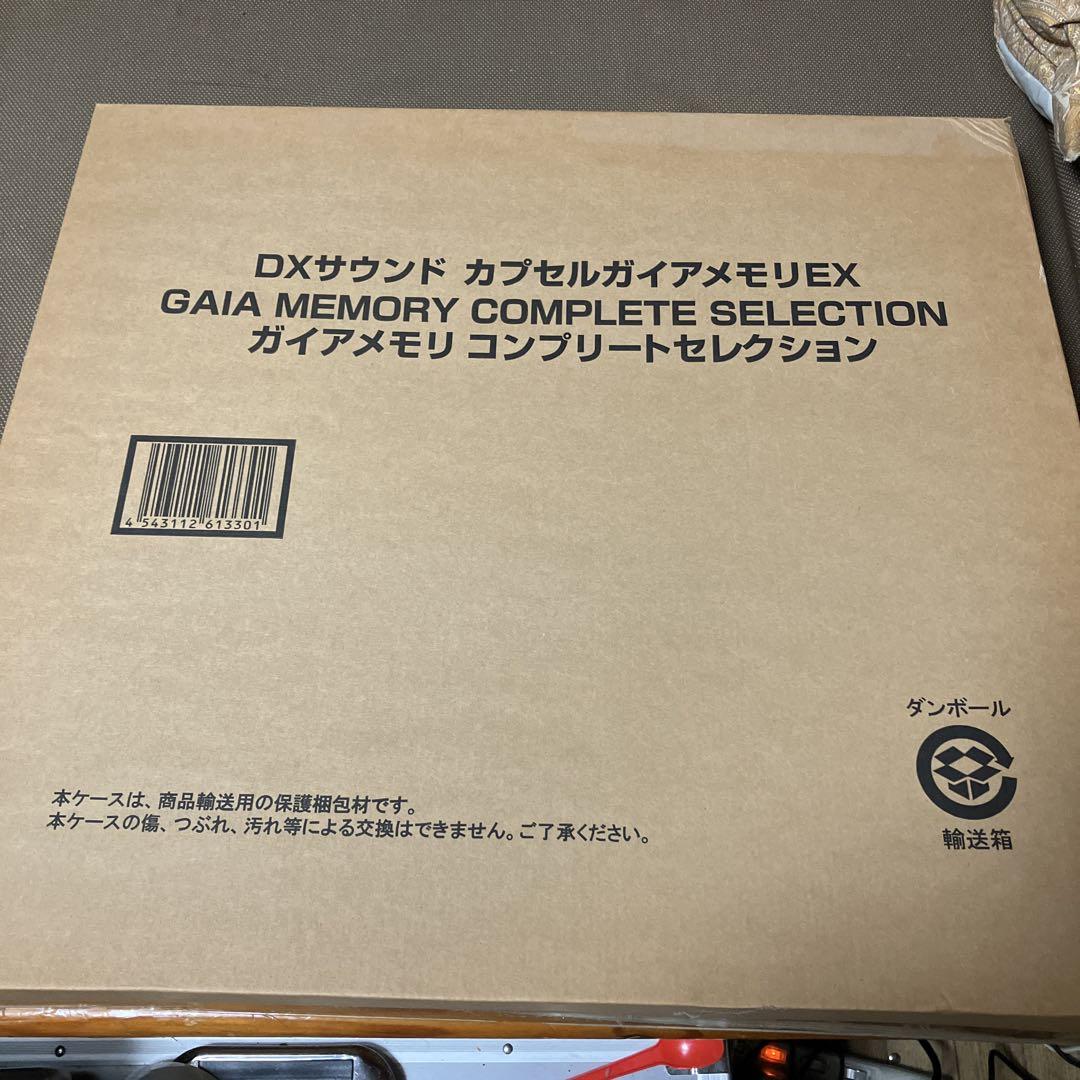 DXサウンド カプセルガイアメモリEX
GAIA MEMORY COMPLETE SELECTION
ガイアメモリ コンプリートセレクション
4 543112 613301
ダンボール
輸送箱
本ケースは、商品輸送用の保護梱包材です。
本ケースの傷、つぶれ、汚れ等による交換はできません。ご了承ください。